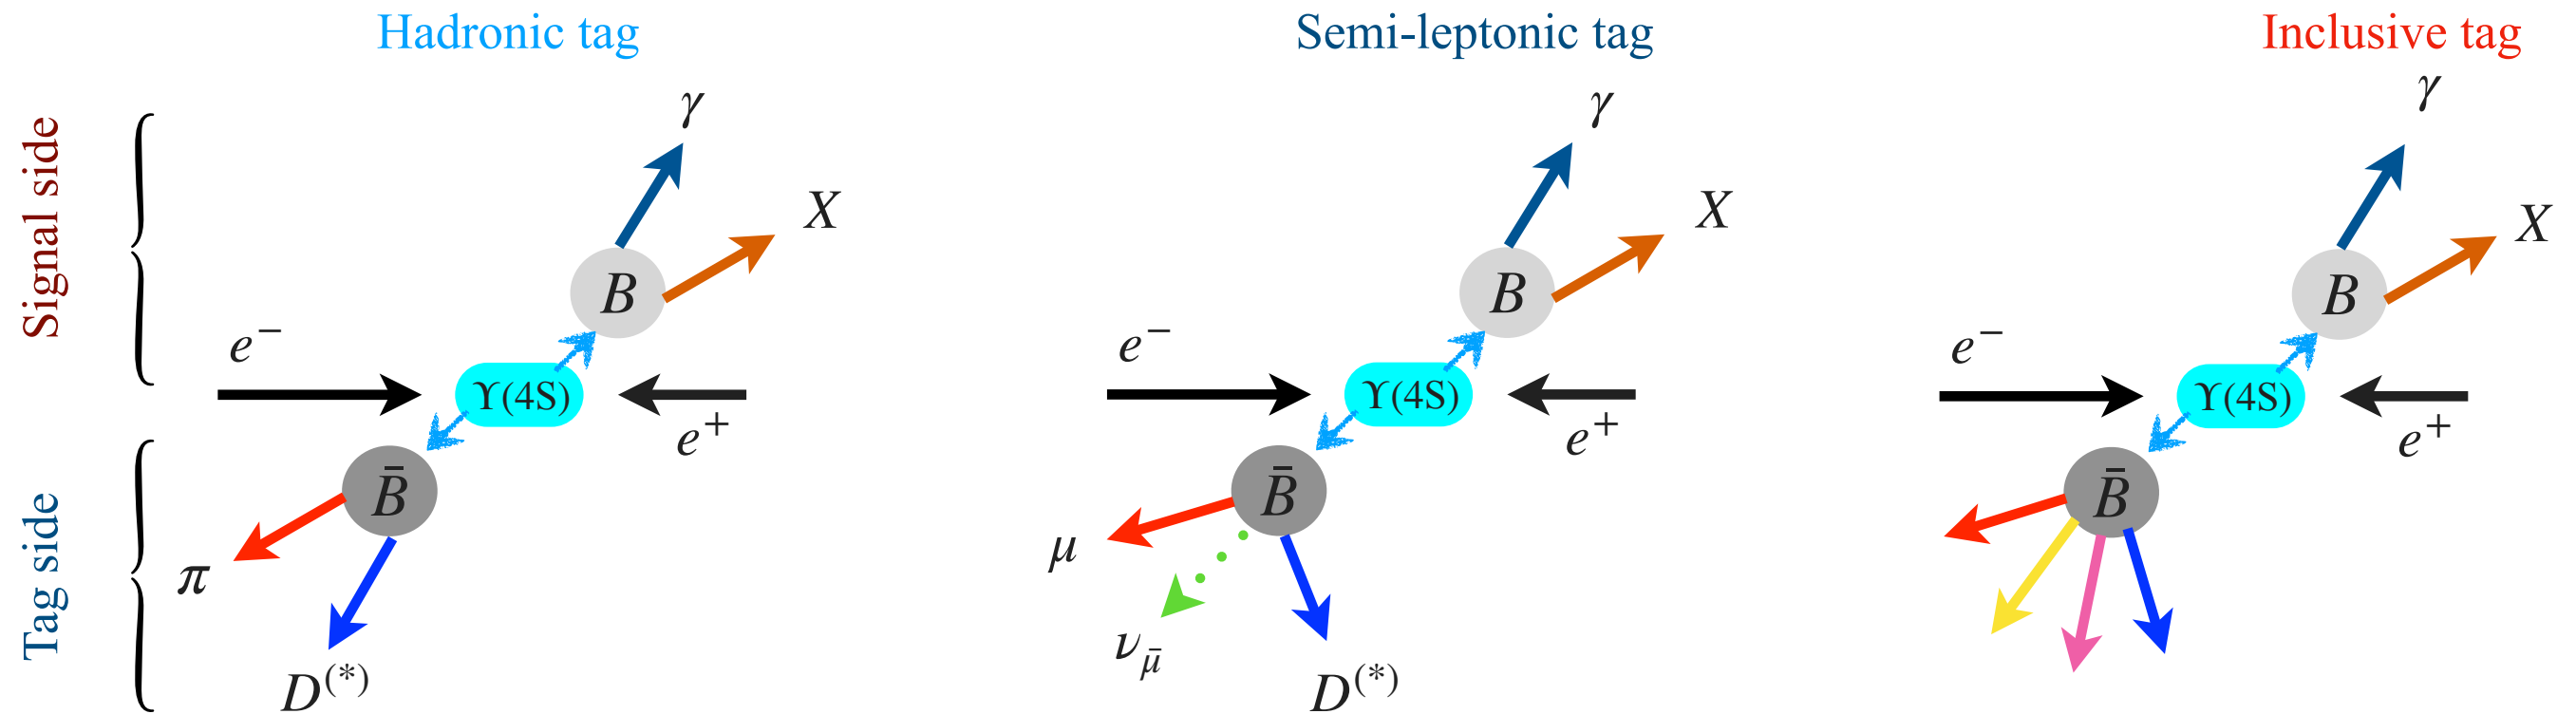 Hadronic tag
Semi-leptonic tag
Inclusive tag
Signal side
Tag side
γ
X
B
e⁻
ϒ(4S)
e⁺
B̄
π
D⁽*⁾
γ
X
B
e⁻
ϒ(4S)
e⁺
B̄
μ
ν_μ̄
D⁽*⁾
γ
X
B
e⁻
ϒ(4S)
e⁺
B̄